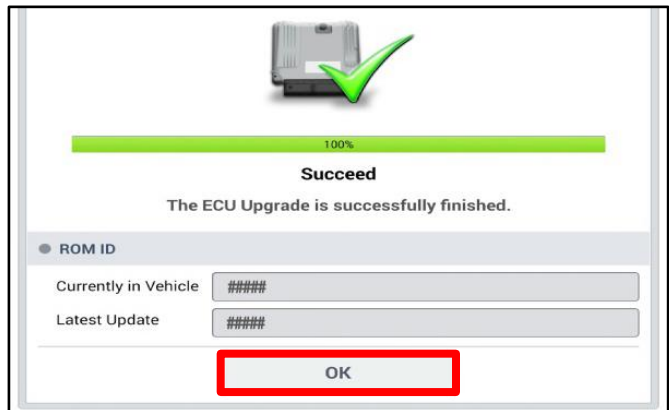 100%
Succeed
The ECU Upgrade is successfully finished.
ROM ID
Currently in Vehicle #####
Latest Update #####
OK